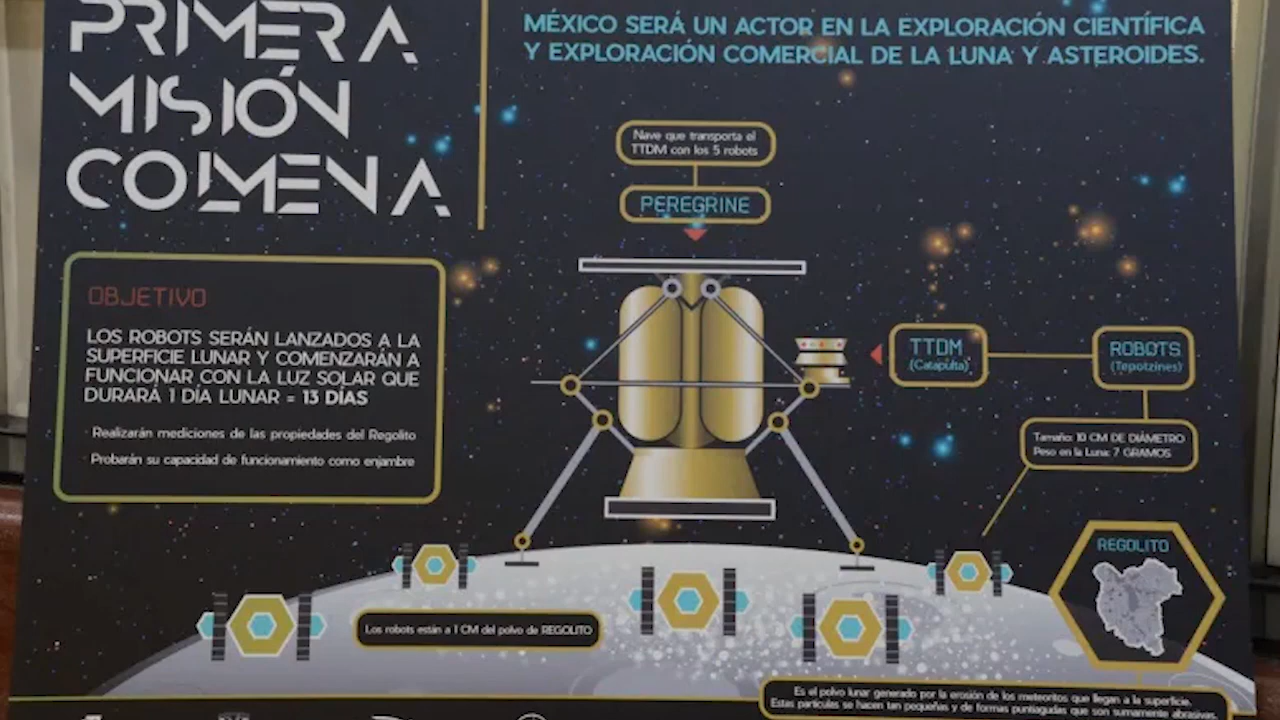 PRIMERA
MISIÓN
COLMENA
MÉXICO SERÁ UN ACTOR EN LA EXPLORACIÓN CIENTÍFICA
Y EXPLORACIÓN COMERCIAL DE LA LUNA Y ASTEROIDES.
Nave que transporta el
TTDM con los 5 robots
PEREGRINE
OBJETIVO
LOS ROBOTS SERÁN LANZADOS A LA
SUPERFICIE LUNAR Y COMENZARÁN A
FUNCIONAR CON LA LUZ SOLAR QUE
DURARÁ 1 DÍA LUNAR = 13 DÍAS
· Realizarán mediciones de las propiedades del Regolito
· Probarán su capacidad de funcionamiento como enjambre
TTDM
(Catapulta)
ROBOTS
(Tepotzines)
Tamaño: 10 CM DE DIÁMETRO
Peso en la Luna: 7 GRAMOS
REGOLITO
Los robots están a 1 CM del polvo de REGOLITO
Es el polvo lunar generado por la erosión de los meteoritos que llegan a la superficie.
Estas partículas se hacen tan pequeñas y de formas puntiagudas que son sumamente abrasivas.